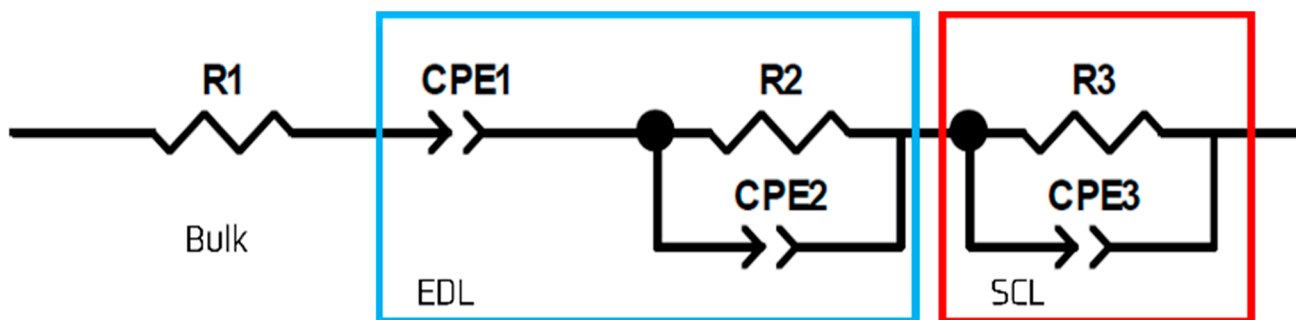 R1
CPE1
R2
R3
CPE2
CPE3
Bulk
EDL
SCL